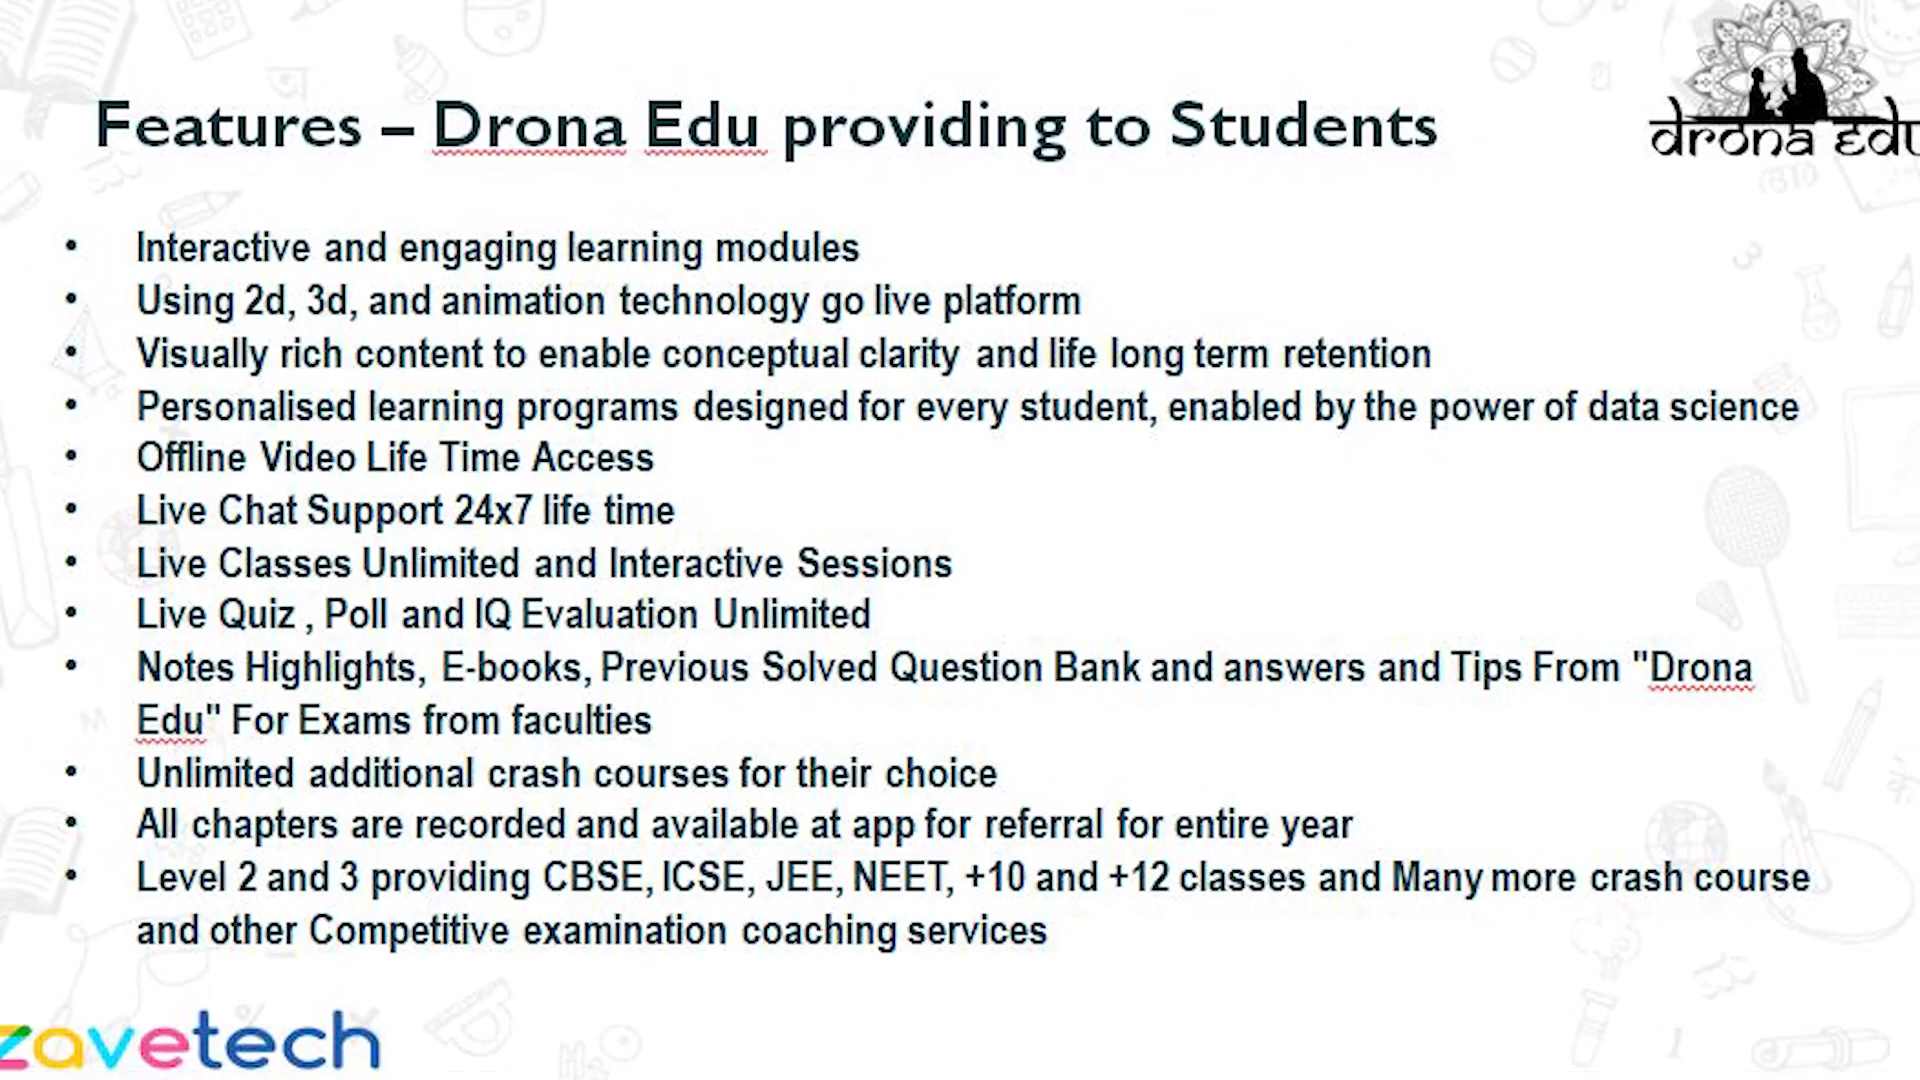 Features – Drona Edu providing to Students
drona edu
• Interactive and engaging learning modules
• Using 2d, 3d, and animation technology go live platform
• Visually rich content to enable conceptual clarity and life long term retention
• Personalised learning programs designed for every student, enabled by the power of data science
• Offline Video Life Time Access
• Live Chat Support 24x7 life time
• Live Classes Unlimited and Interactive Sessions
• Live Quiz , Poll and IQ Evaluation Unlimited
• Notes Highlights, E-books, Previous Solved Question Bank and answers and Tips From "Drona
Edu" For Exams from faculties
• Unlimited additional crash courses for their choice
• All chapters are recorded and available at app for referral for entire year
• Level 2 and 3 providing CBSE, ICSE, JEE, NEET, +10 and +12 classes and Many more crash course
and other Competitive examination coaching services
zavetech